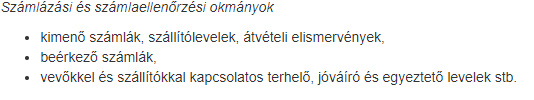 Számlázási és számlaellenőrzési okmányok
• kimenő számlák, szállítólevelek, átvételi elismervények,
• beérkező számlák,
• vevőkkel és szállítókkal kapcsolatos terhelő, jóváíró és egyeztető levelek stb.